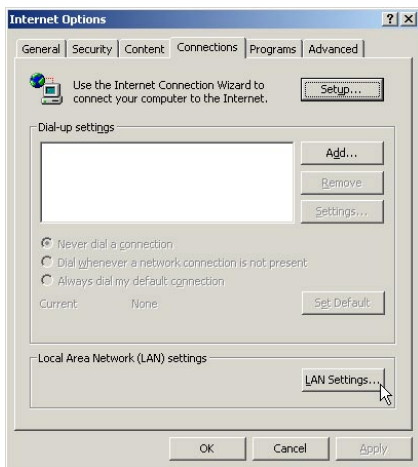 Internet Options
General Security Content Connections Programs Advanced
Use the Internet Connection Wizard to
connect your computer to the Internet.
Setup...
Dial-up settings
Add...
Remove
Settings...
Never dial a connection
Dial whenever a network connection is not present
Always dial my default connection
Current None Set Default
Local Area Network (LAN) settings
LAN Settings...
OK Cancel Apply